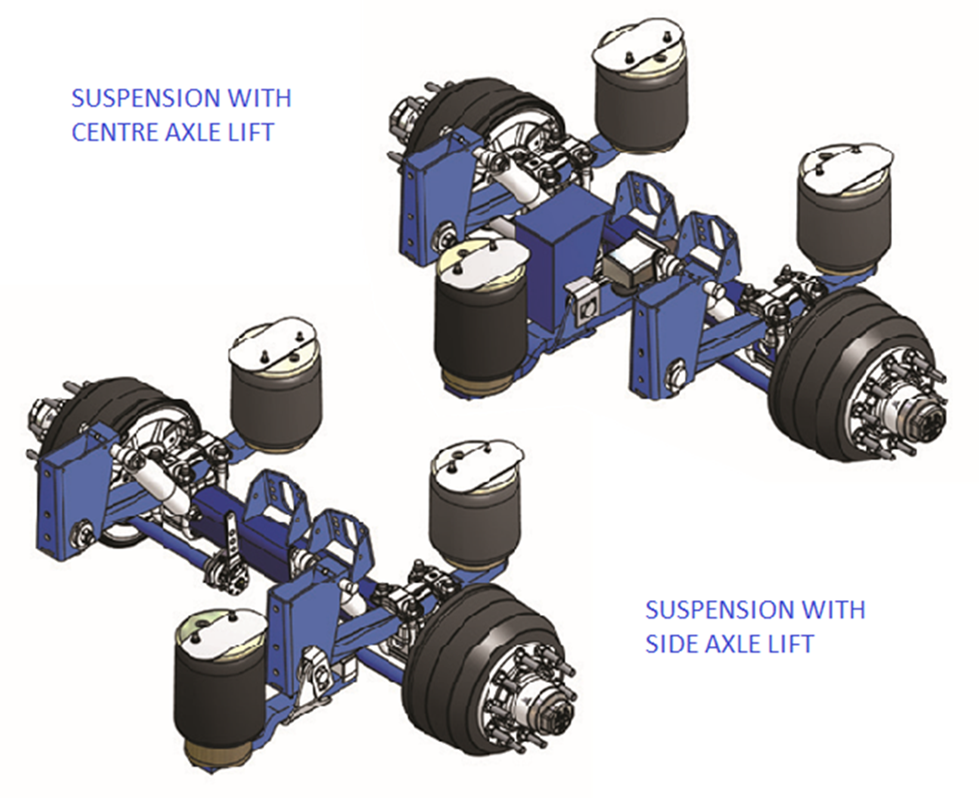 SUSPENSION WITH
CENTRE AXLE LIFT
SUSPENSION WITH
SIDE AXLE LIFT